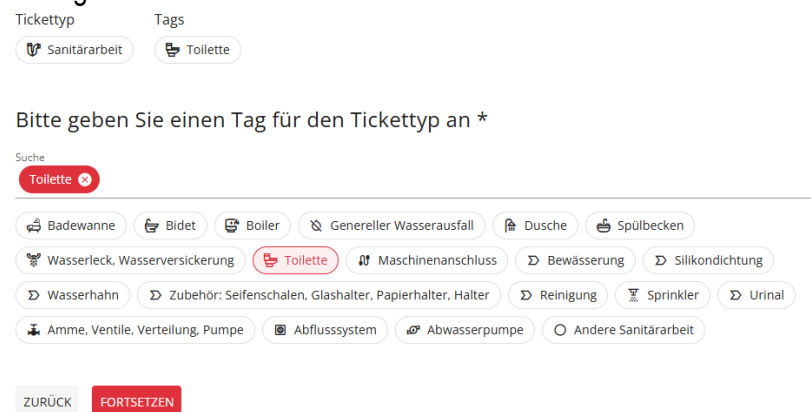 Tickettyp Tags
Sanitärarbeit Toilette
Bitte geben Sie einen Tag für den Tickettyp an *
Suche
Toilette
Badewanne Bidet Boiler Genereller Wasserausfall Dusche Spülbecken
Wasserleck, Wasserversickerung Toilette Maschinenanschluss Bewässerung Silikondichtung
Wasserhahn Zubehör: Seifenschalen, Glashalter, Papierhalter, Halter Reinigung Sprinkler Urinal
Amme, Ventile, Verteilung, Pumpe Abflusssystem Abwasserpumpe Andere Sanitärarbeit
ZURÜCK FORTSETZEN